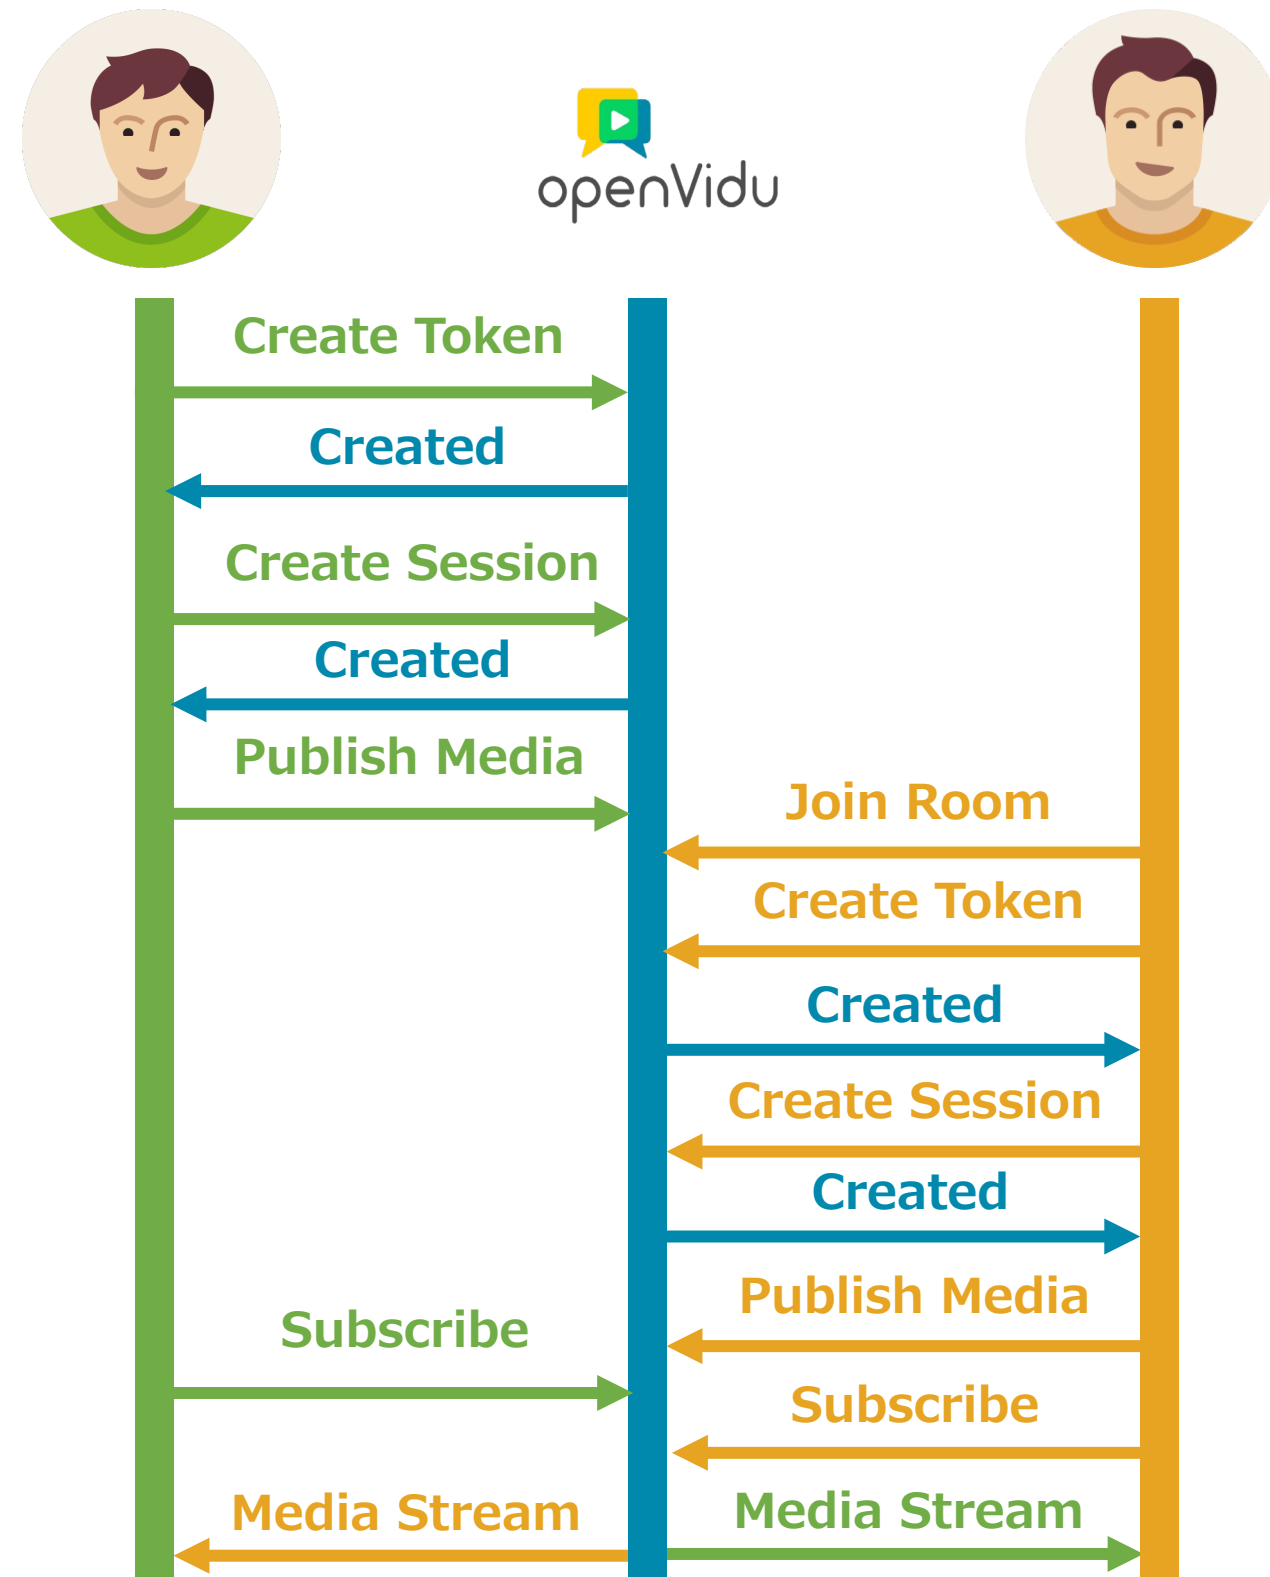 openVidu
Create Token
Created
Create Session
Created
Publish Media
Join Room
Create Token
Created
Create Session
Created
Publish Media
Subscribe
Subscribe
Media Stream
Media Stream